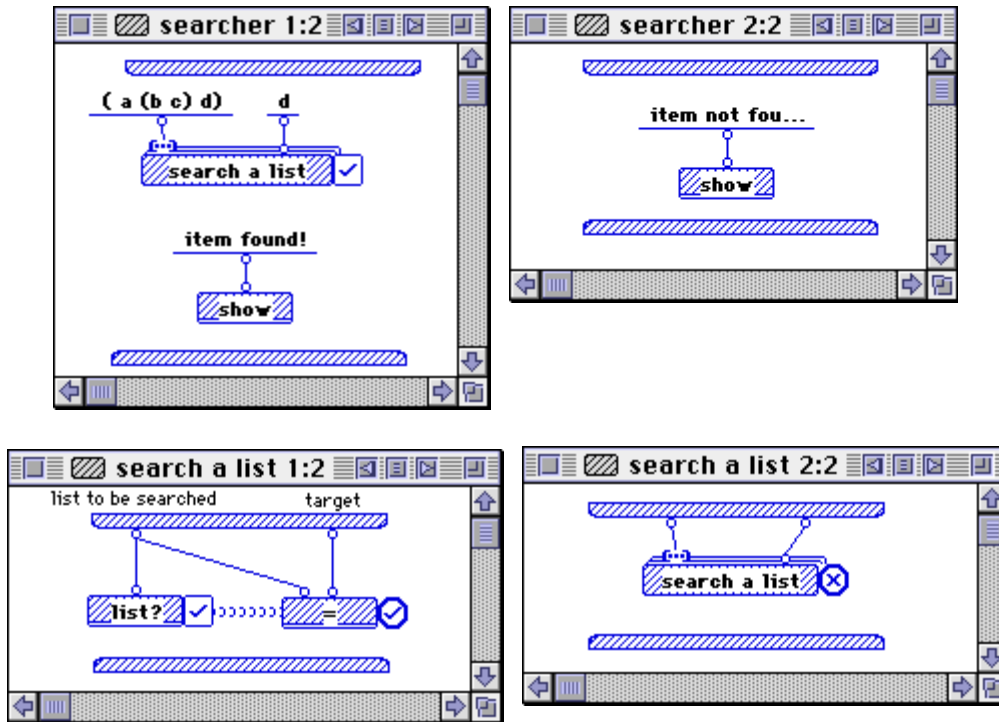 searcher 1:2
( a (b c) d) d
search a list
item found!
show
searcher 2:2
item not fou...
show
search a list 1:2
list to be searched target
list? =
search a list 2:2
search a list